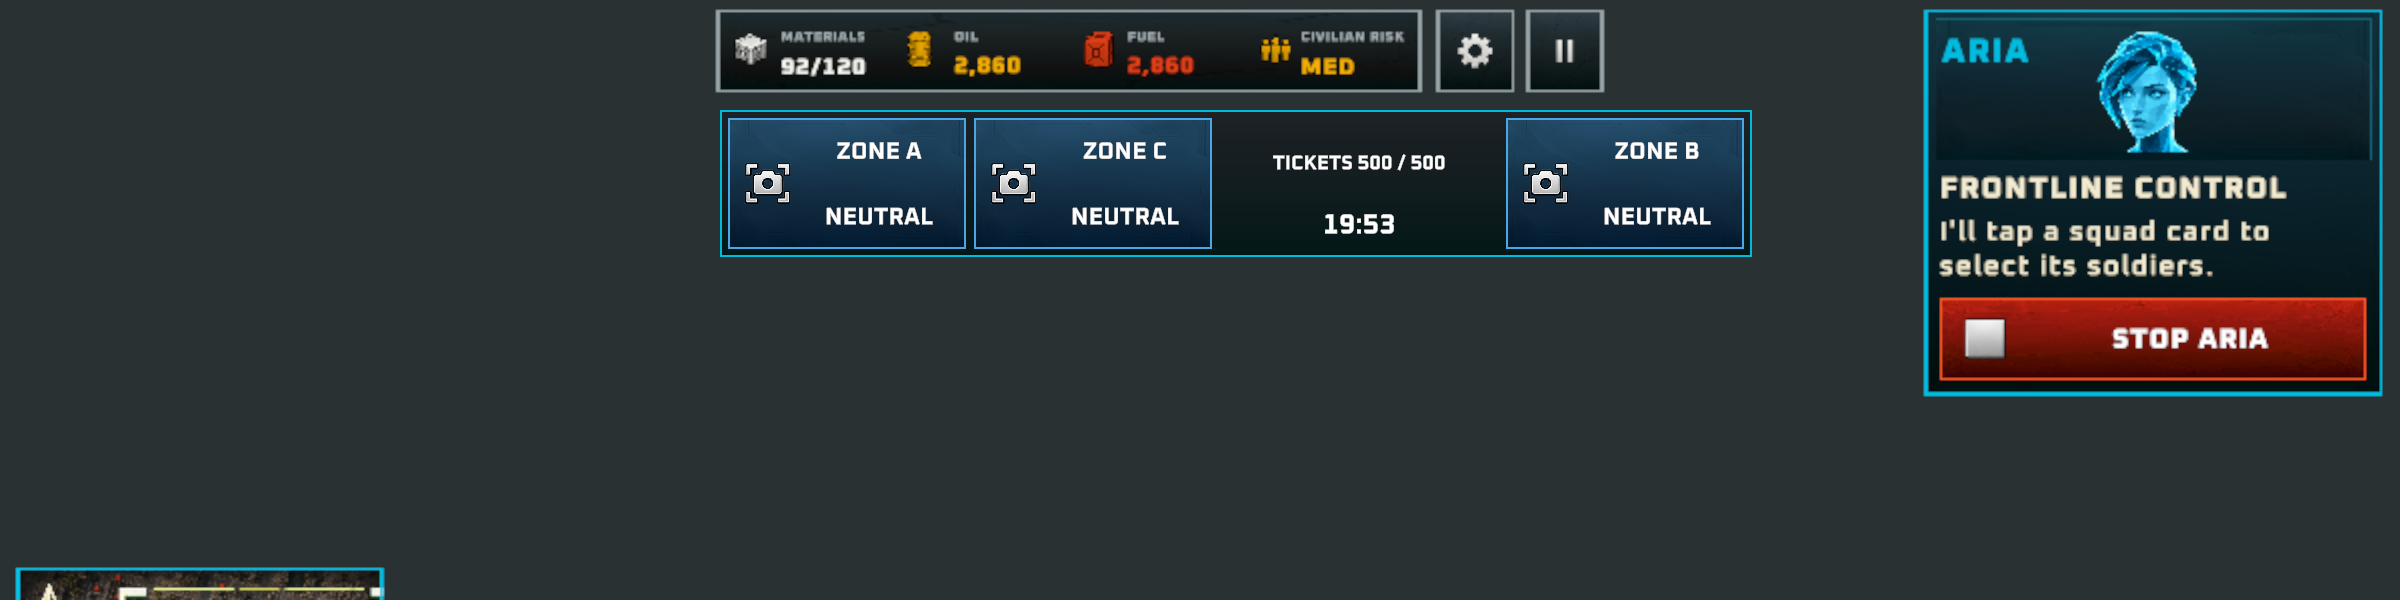 MATERIALS
92/120
OIL
2,860
FUEL
2,860
CIVILIAN RISK
MED
ZONE A
NEUTRAL
ZONE C
NEUTRAL
TICKETS 500 / 500
19:53
ZONE B
NEUTRAL
ARIA
FRONTLINE CONTROL
I'll tap a squad card to
select its soldiers.
STOP ARIA